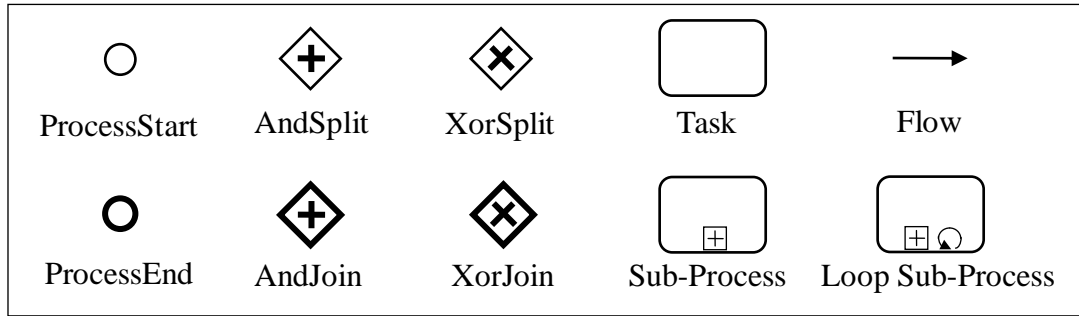 ProcessStart AndSplit XorSplit Task Flow
ProcessEnd AndJoin XorJoin Sub-Process Loop Sub-Process